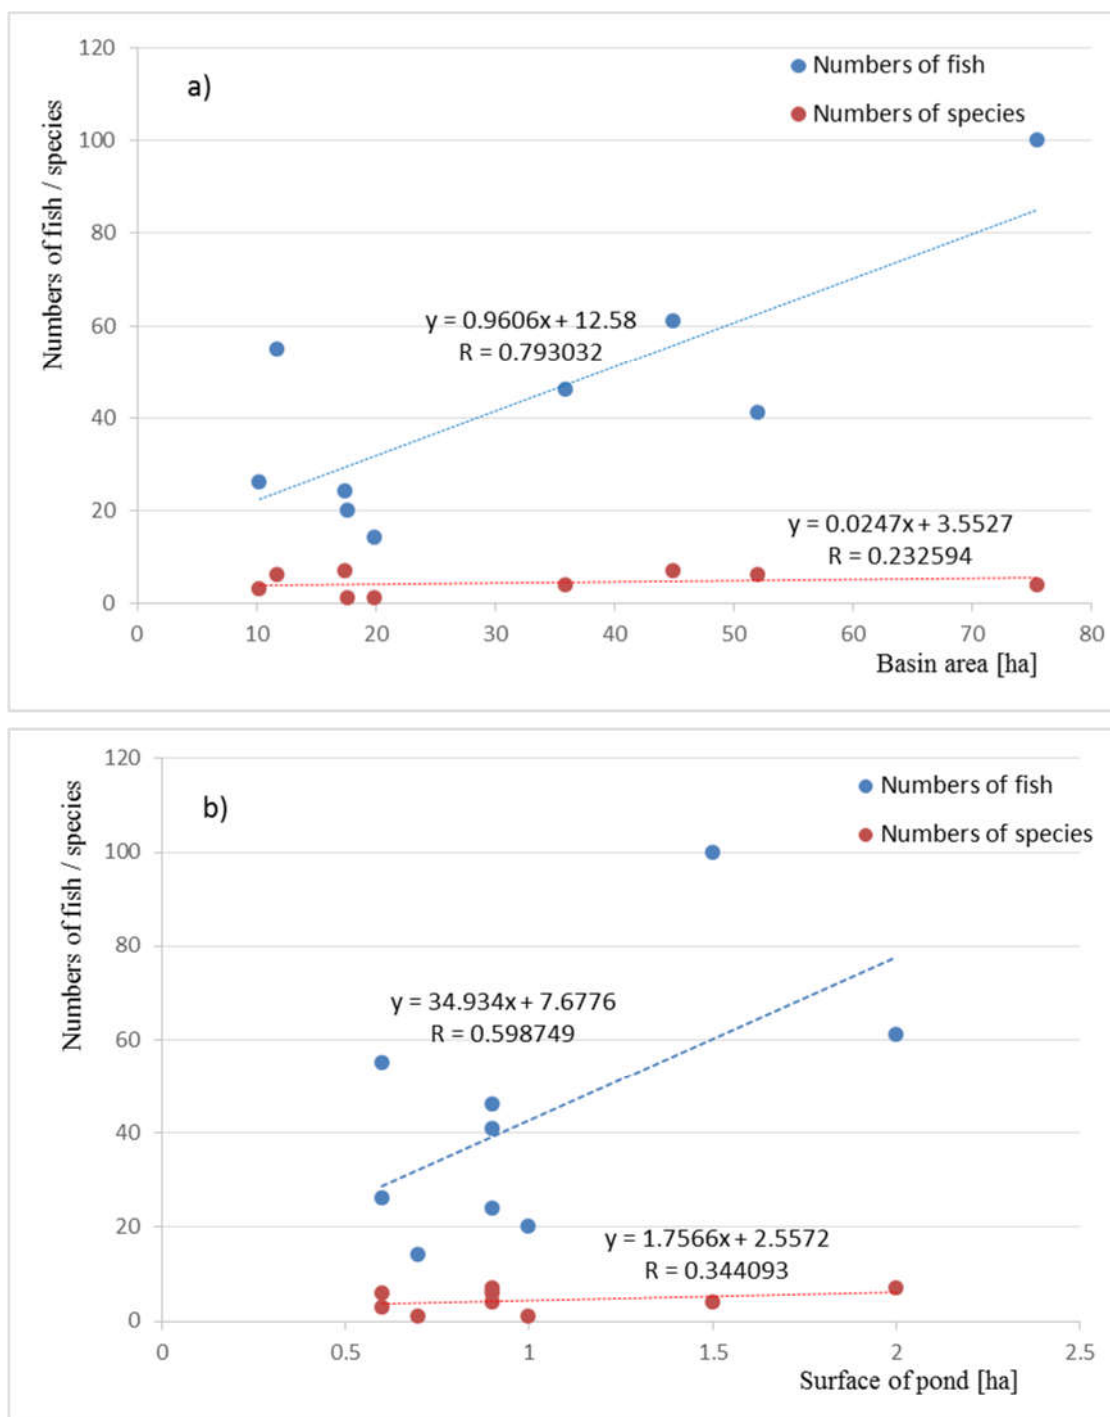 120
a)
Numbers of fish
Numbers of species
100
80
60
40
20
0
Numbers of fish / species
y = 0.9606x + 12.58
R = 0.793032
y = 0.0247x + 3.5527
R = 0.232594
0 10 20 30 40 50 60 70 80
Basin area [ha]
120
b)
Numbers of fish
Numbers of species
100
80
60
40
20
0
Numbers of fish / species
y = 34.934x + 7.6776
R = 0.598749
y = 1.7566x + 2.5572
R = 0.344093
0 0.5 1 1.5 2 2.5
Surface of pond [ha]